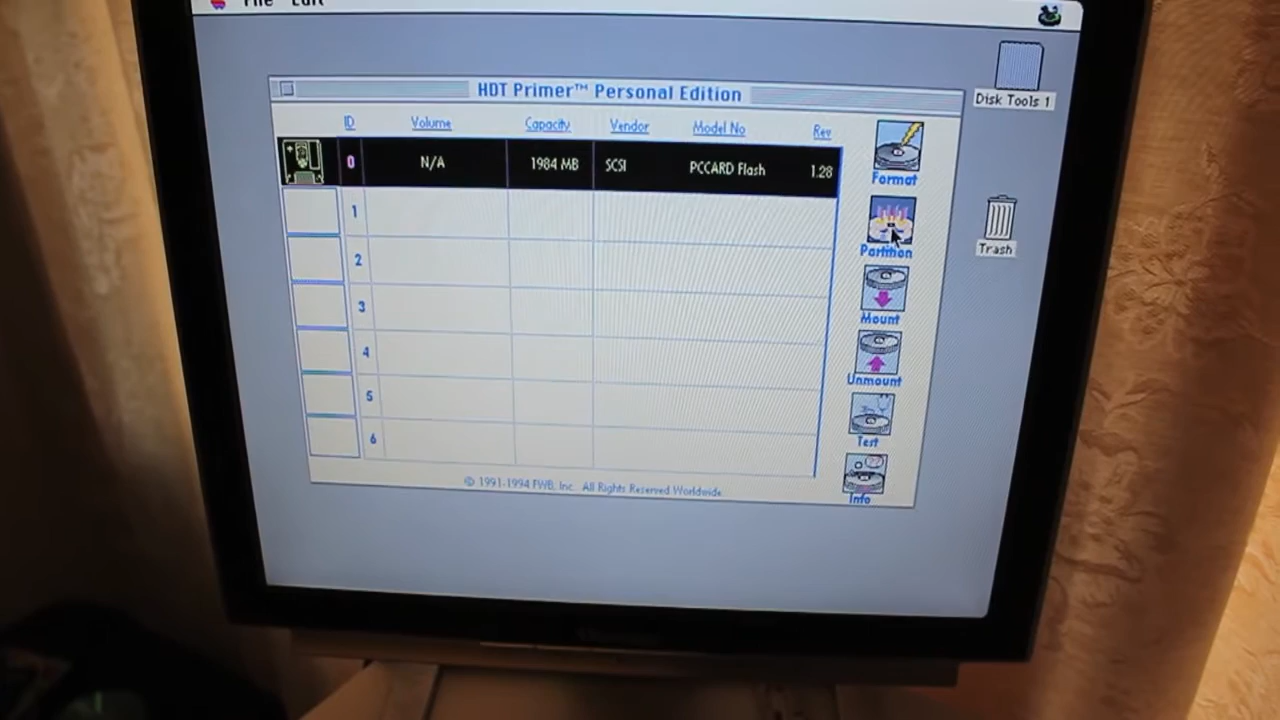 File Edit
HDT Primer™ Personal Edition
Disk Tools 1
ID Volume Capacity Vendor Model No Rev
0 N/A 1984 MB SCSI PCCARD Flash 1.28
1
2
3
4
5
6
Format
Partition
Mount
Unmount
Test
Info
Trash
© 1991-1994 FWB, Inc. All Rights Reserved Worldwide